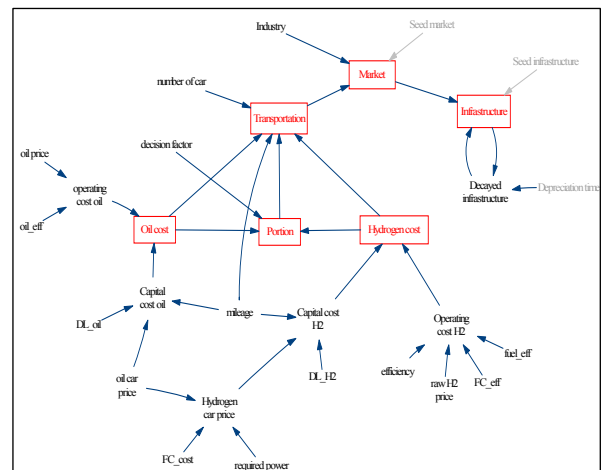 Industry
Seed market
Market
Seed infrastructure
number of car
Transportation
Infrastructure
oil price
decision factor
operating
cost oil
Decayed
infrastructure
Depreciation time
oil_eff
Oil cost
Portion
Hydrogen cost
Capital
cost oil
mileage
Capital cost
H2
Operating
cost H2
DL_oil
fuel_eff
oil car
price
DL_H2
efficiency
raw H2
price
FC_eff
Hydrogen
car price
FC_cost
required power